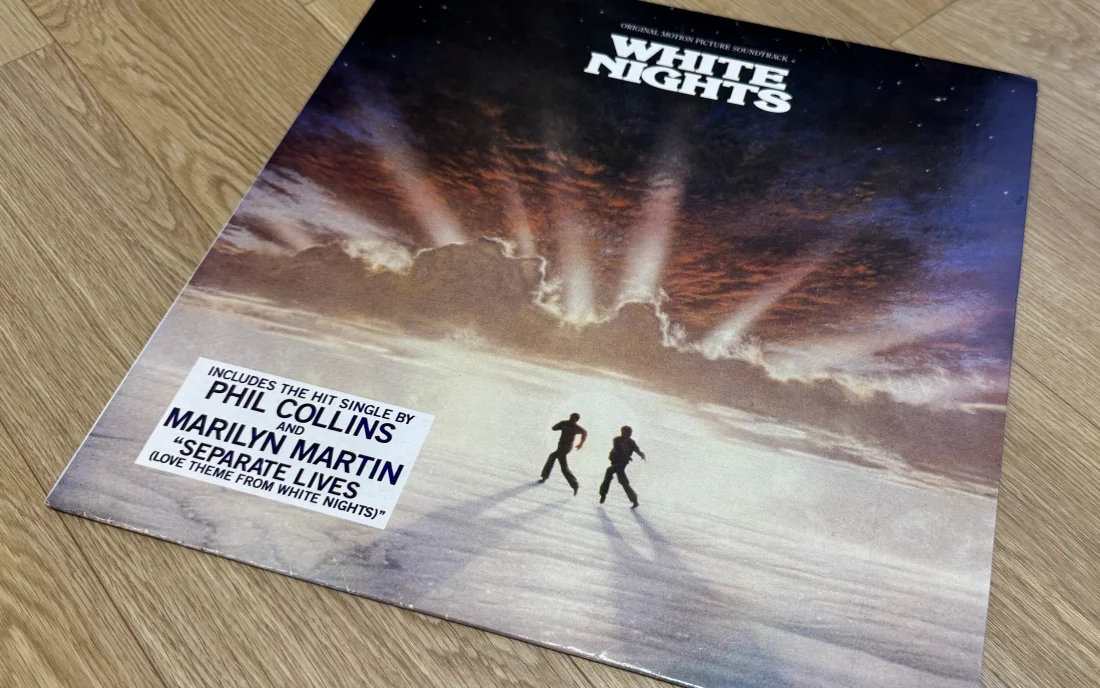 ORIGINAL MOTION PICTURE SOUNDTRACK
WHITE
NIGHTS
INCLUDES THE HIT SINGLE BY
PHIL COLLINS
AND
MARILYN MARTIN
“SEPARATE LIVES
(LOVE THEME FROM WHITE NIGHTS)”